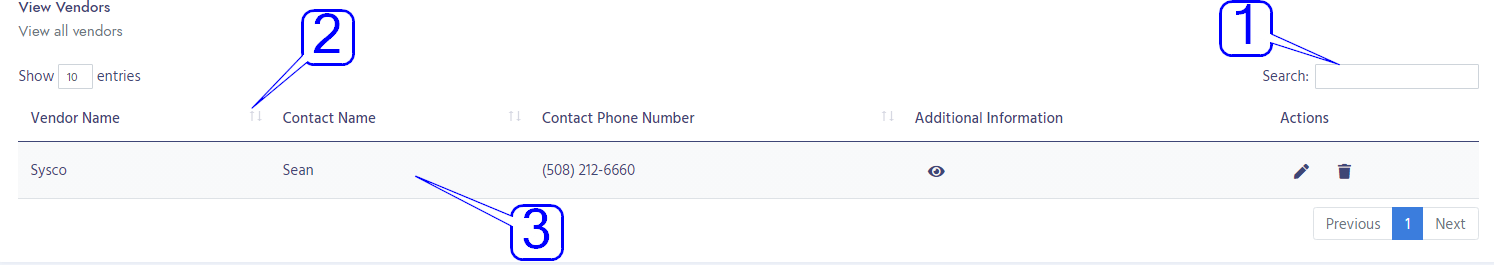 View Vendors
View all vendors
1
2
Show 10 entries
Search:
Vendor Name Contact Name Contact Phone Number Additional Information Actions
Sysco Sean (508) 212-6660
3
Previous 1 Next